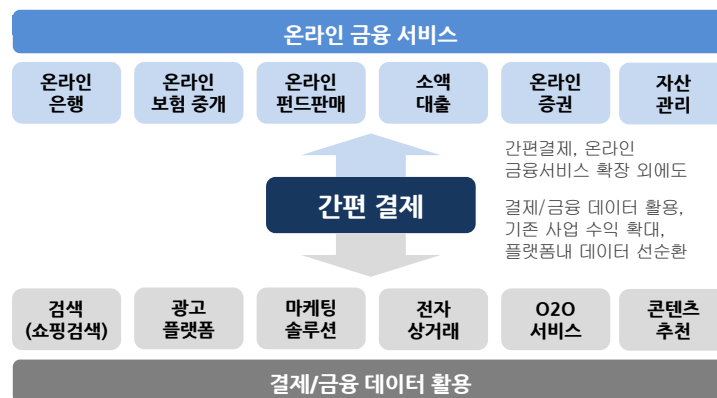 온라인 금융 서비스
온라인
은행
온라인
보험 중개
온라인
펀드판매
소액
대출
온라인
증권
자산
관리
간편결제, 온라인
금융서비스 확장 외에도
간편 결제
결제/금융 데이터 활용,
기존 사업 수익 확대,
플랫폼내 데이터 선순환
검색
(쇼핑검색)
광고
플랫폼
마케팅
솔루션
전자
상거래
O2O
서비스
콘텐츠
추천
결제/금융 데이터 활용